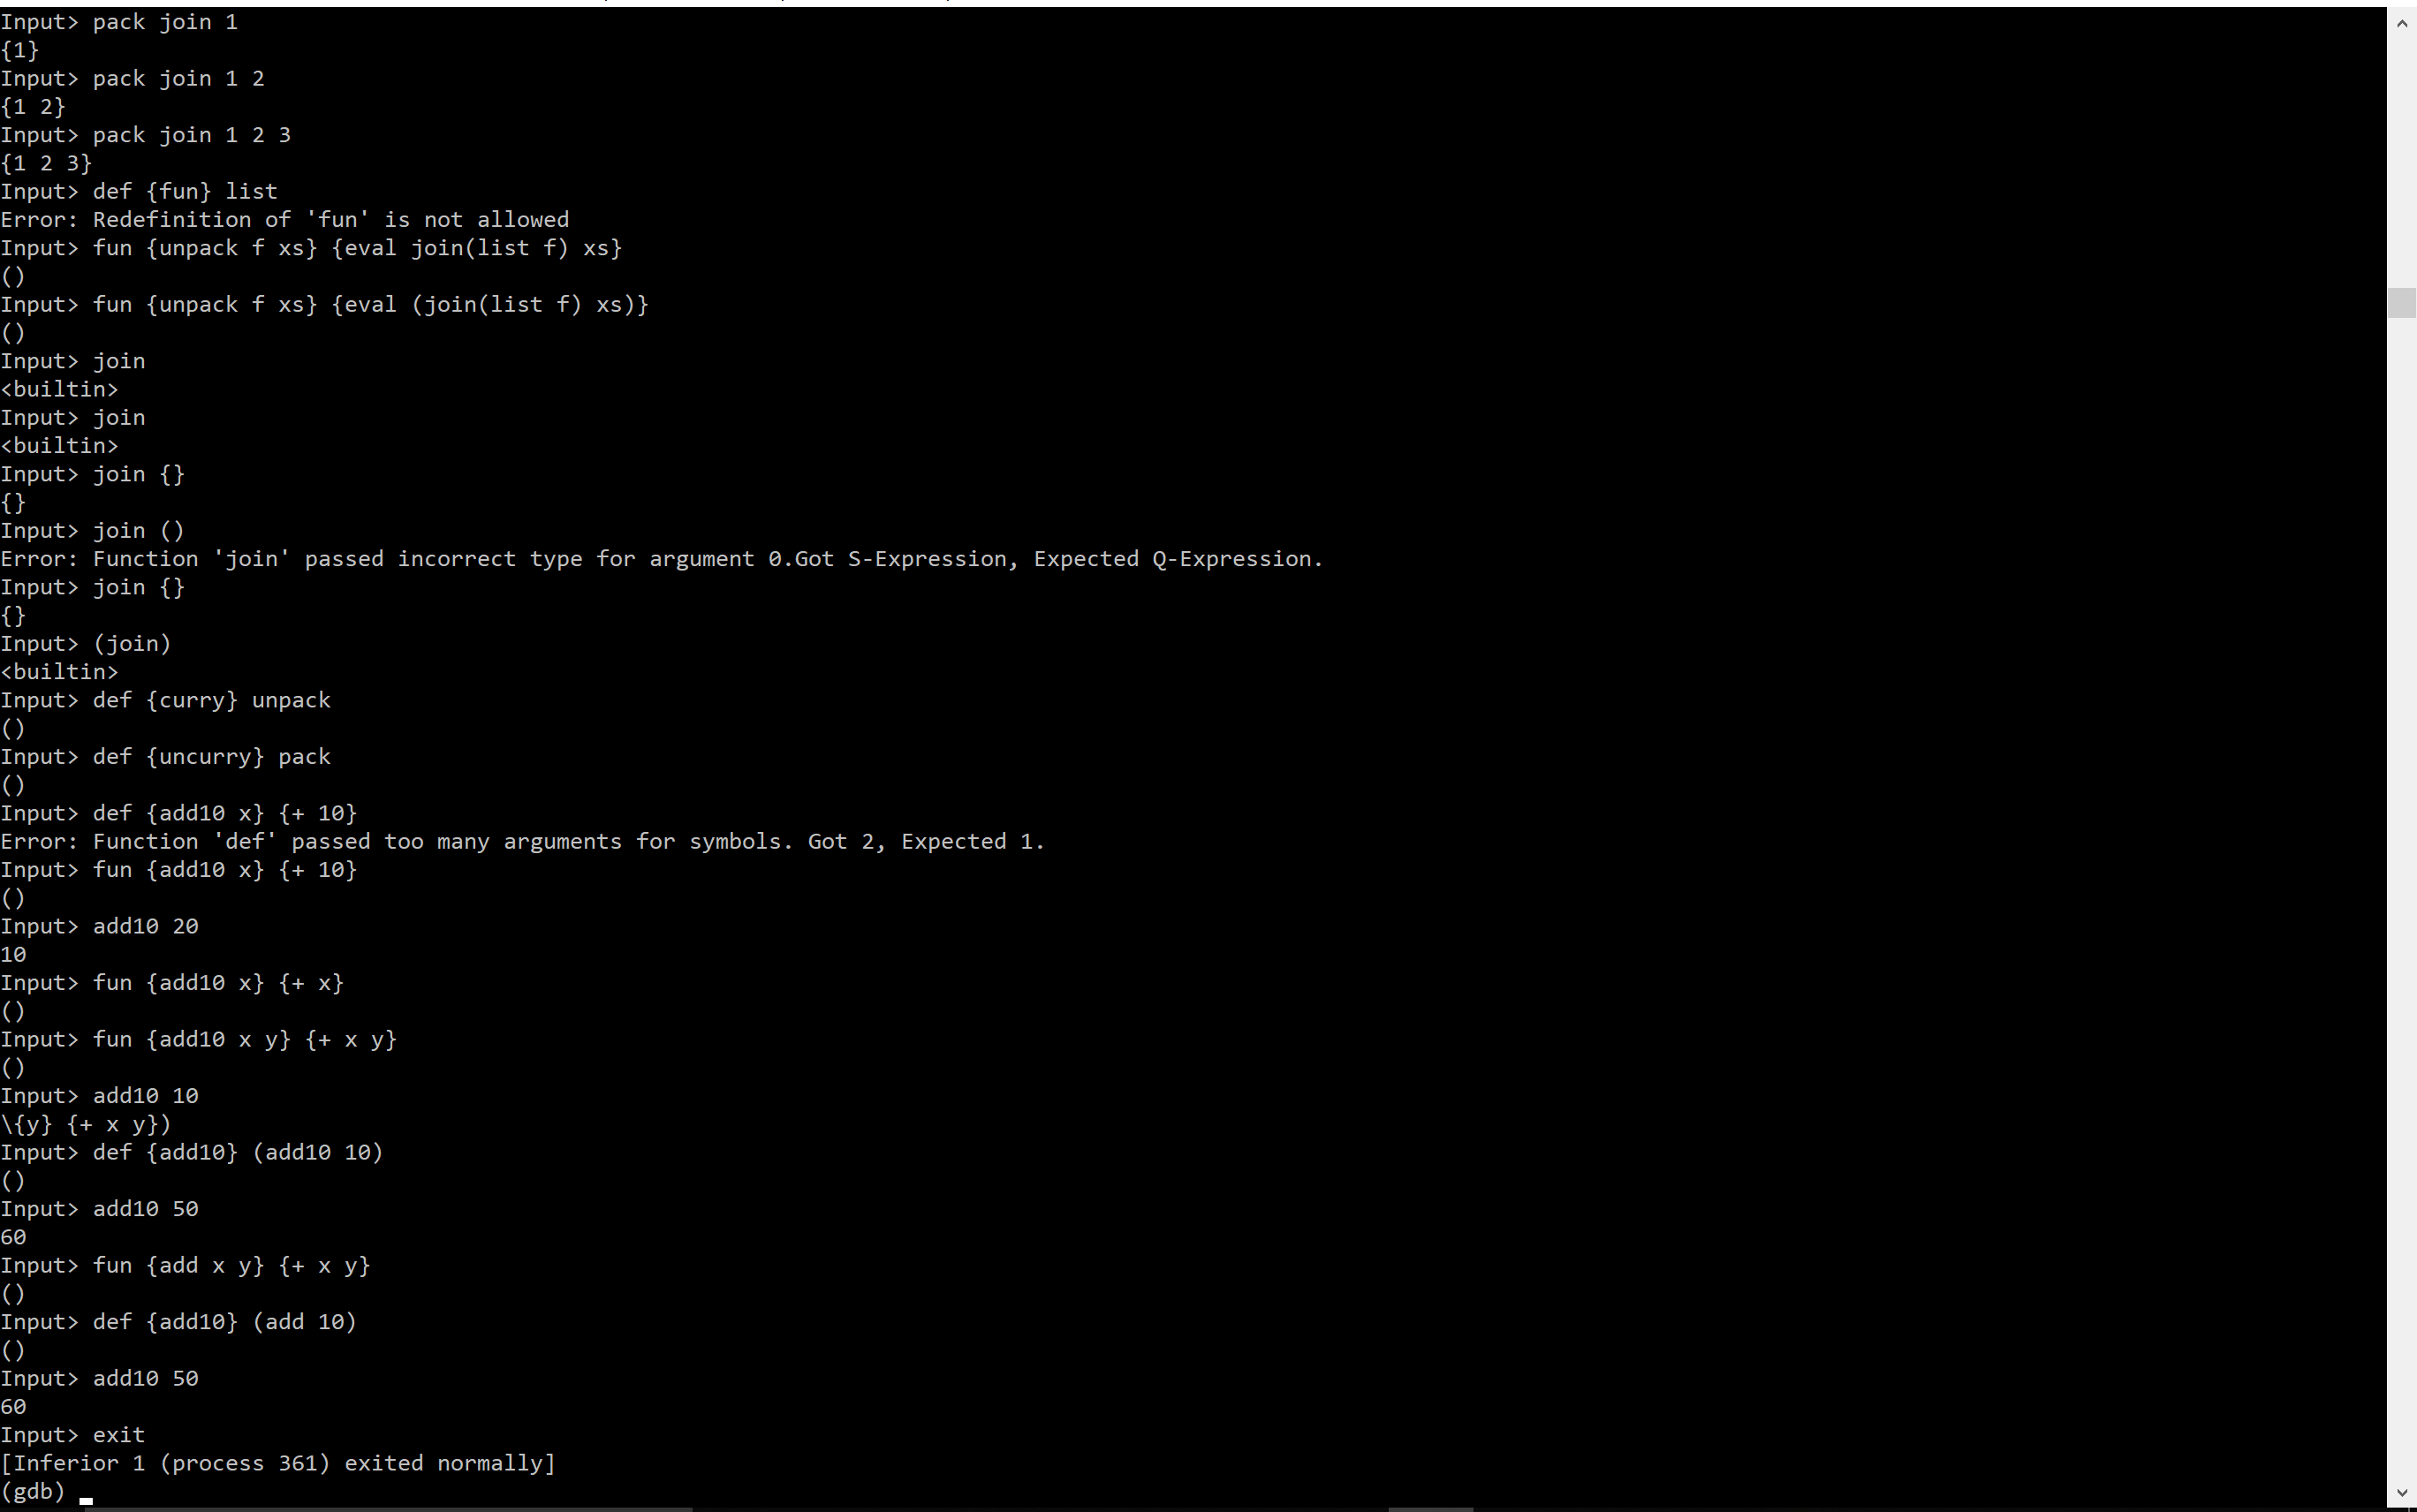 Input> pack join 1
{1}
Input> pack join 1 2
{1 2}
Input> pack join 1 2 3
{1 2 3}
Input> def {fun} list
Error: Redefinition of 'fun' is not allowed
Input> fun {unpack f xs} {eval join(list f) xs}
()
Input> fun {unpack f xs} {eval (join(list f) xs)}
()
Input> join
<builtin>
Input> join
<builtin>
Input> join {}
{}
Input> join ()
Error: Function 'join' passed incorrect type for argument 0.Got S-Expression, Expected Q-Expression.
Input> join {}
{}
Input> (join)
<builtin>
Input> def {curry} unpack
()
Input> def {uncurry} pack
()
Input> def {add10 x} {+ 10}
Error: Function 'def' passed too many arguments for symbols. Got 2, Expected 1.
Input> fun {add10 x} {+ 10}
()
Input> add10 20
10
Input> fun {add10 x} {+ x}
()
Input> fun {add10 x y} {+ x y}
()
Input> add10 10
\{y} {+ x y})
Input> def {add10} (add10 10)
()
Input> add10 50
60
Input> fun {add x y} {+ x y}
()
Input> def {add10} (add 10)
()
Input> add10 50
60
Input> exit
[Inferior 1 (process 361) exited normally]
(gdb)